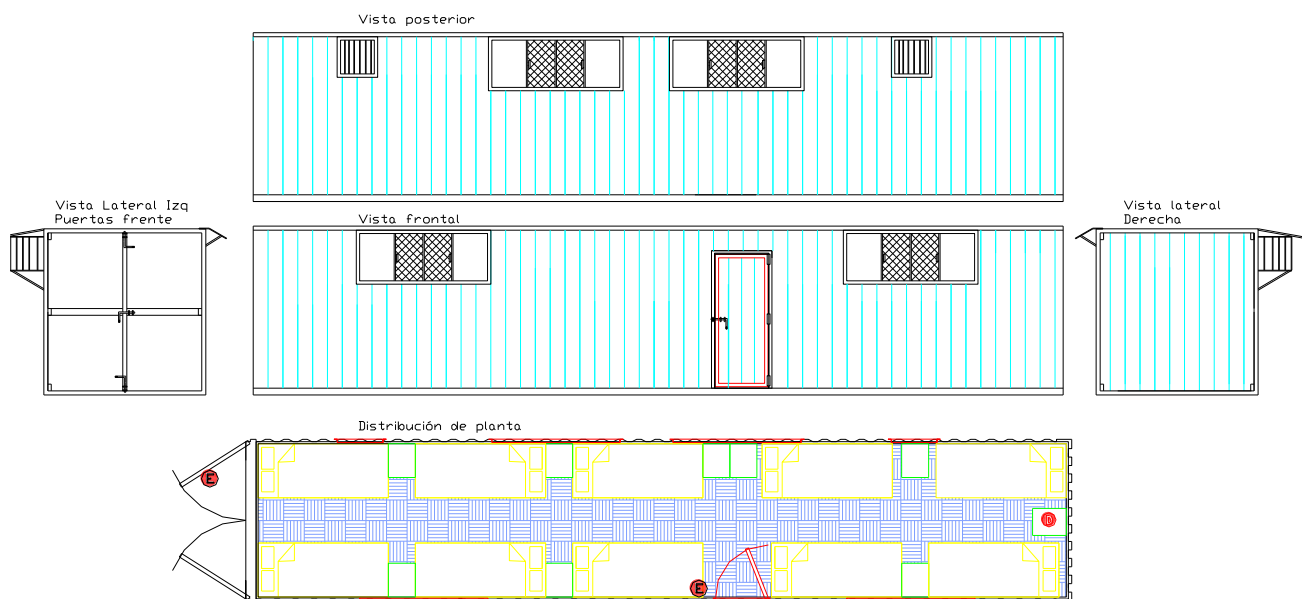 Vista posterior
Vista Lateral Izq
Puertas frente
Vista frontal
Vista lateral
Derecha
Distribución de planta
E
D
E